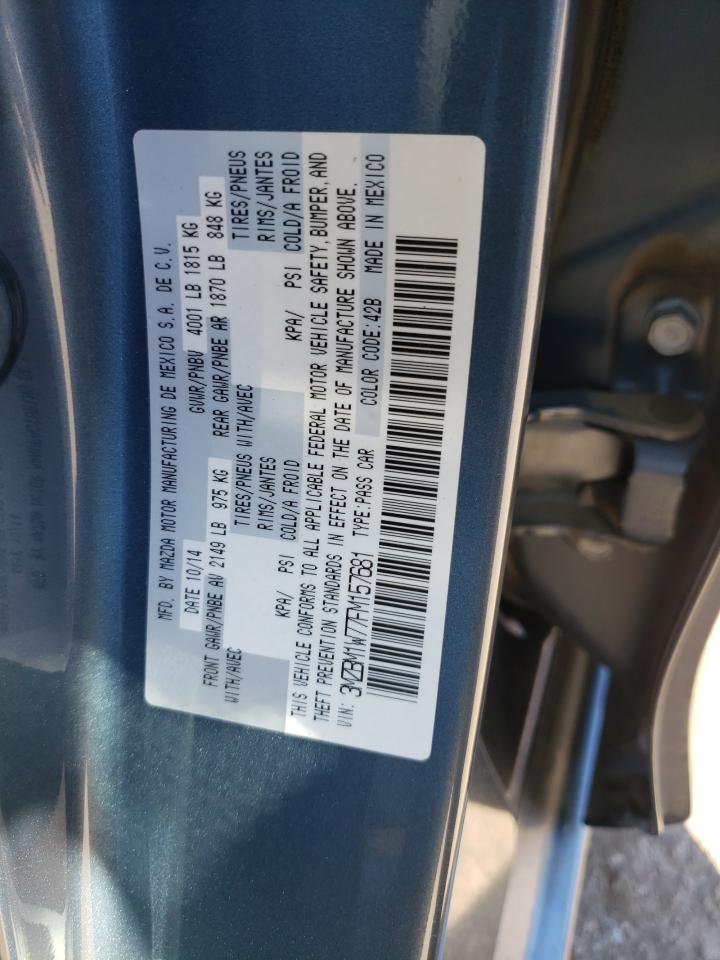 MFD. BY MAZDA MOTOR MANUFACTURING DE MEXICO S.A. DE C.V.
DATE 10/14 GVWR/PNBV 4001 LB 1815 KG
FRONT GAWR/PNBE AV 2149 LB 975 KG REAR GAWR/PNBE AR 1870 LB 848 KG
WITH/AVEC TIRES/PNEUS WITH/AVEC TIRES/PNEUS
RIMS/JANTES RIMS/JANTES
KPA/ PSI COLD/A FROID KPA/ PSI COLD/A FROID
THIS VEHICLE CONFORMS TO ALL APPLICABLE FEDERAL MOTOR VEHICLE SAFETY, BUMPER, AND
THEFT PREVENTION STANDARDS IN EFFECT ON THE DATE OF MANUFACTURE SHOWN ABOVE.
VIN: 3MZBM1W77FM157681 TYPE:PASS CAR COLOR CODE:42B MADE IN MEXICO